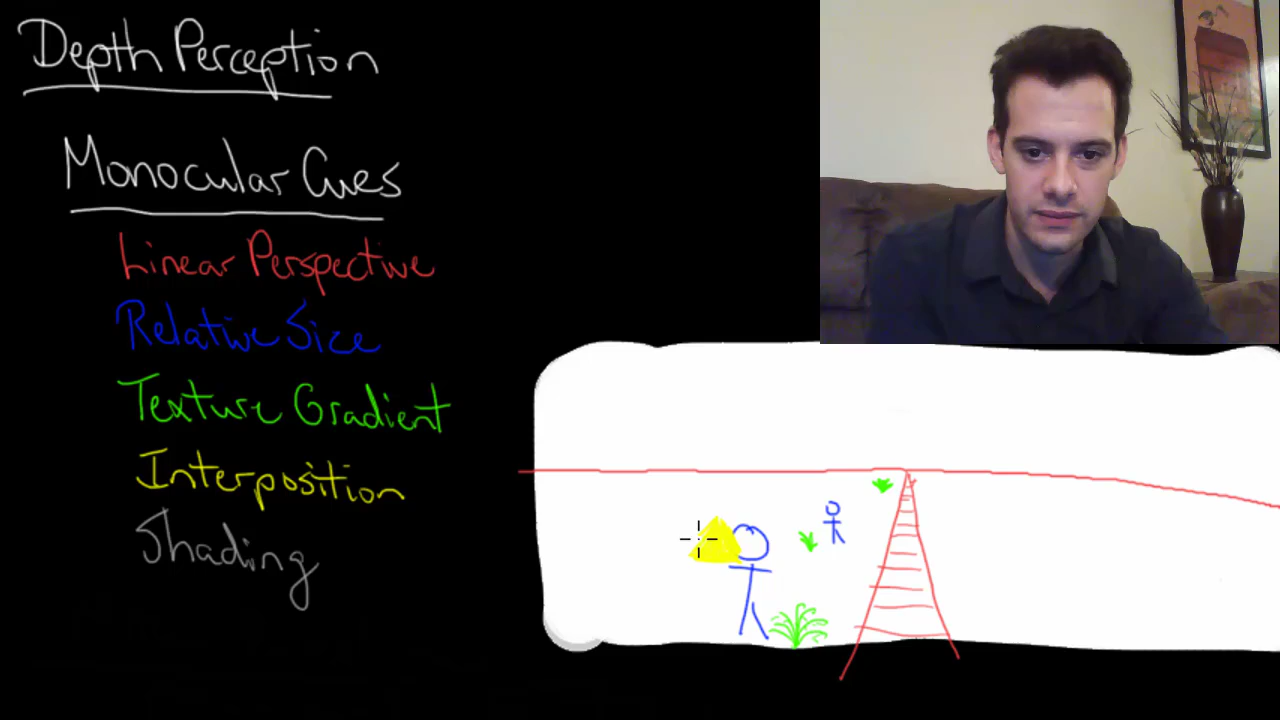 Depth Perception
Monocular Cues
Linear Perspective
Relative Size
Texture Gradient
Interposition
Shading